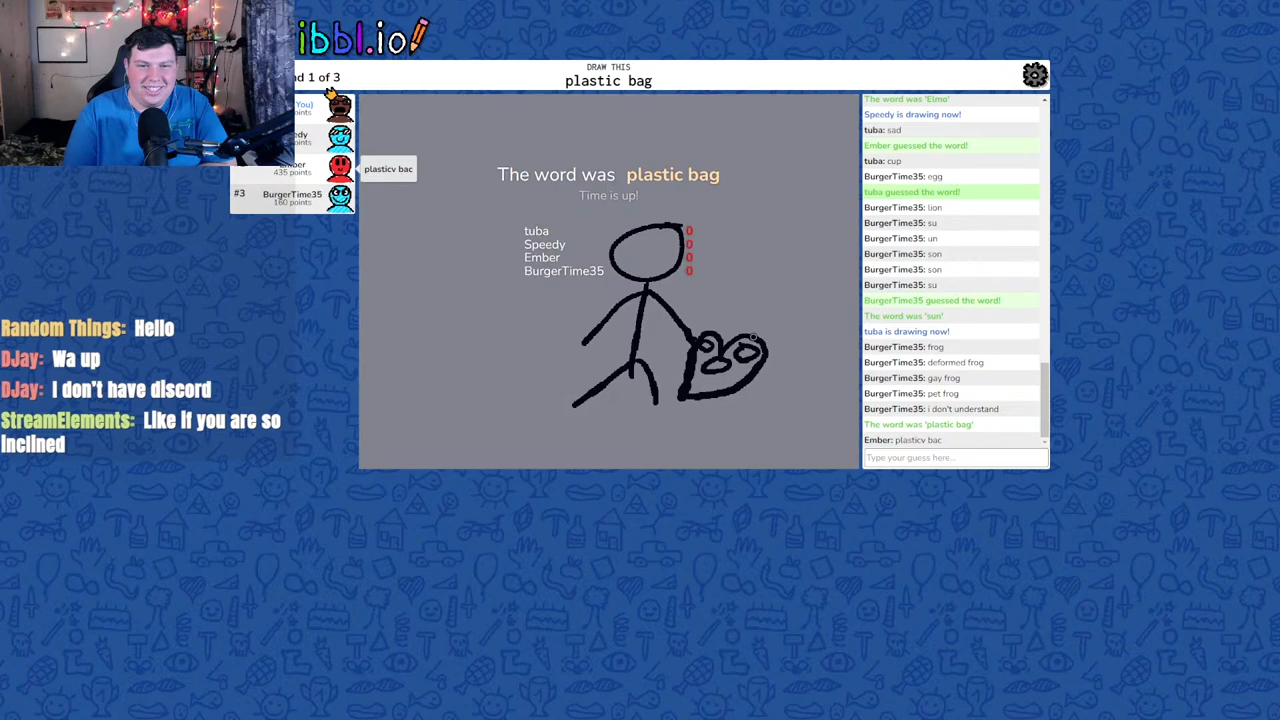 ibbl.io
DRAW THIS
plastic bag
nd 1 of 3
You)
points
edy
points
435 points
plasticv bac
#3 BurgerTime35
160 points
The word was plastic bag
Time is up!
tuba 0
Speedy 0
Ember 0
BurgerTime35 0
The word was 'Elmo'
Speedy is drawing now!
tuba: sad
Ember guessed the word!
tuba: cup
BurgerTime35: egg
tuba guessed the word!
BurgerTime35: lion
BurgerTime35: su
BurgerTime35: un
BurgerTime35: son
BurgerTime35: son
BurgerTime35: su
BurgerTime35 guessed the word!
The word was 'sun'
tuba is drawing now!
BurgerTime35: frog
BurgerTime35: deformed frog
BurgerTime35: gay frog
BurgerTime35: pet frog
BurgerTime35: i don't understand
The word was 'plastic bag'
Ember: plasticv bac
Type your guess here...
Random Things: Hello
DJay: Wa up
DJay: I don't have discord
StreamElements: Like if you are so
inclined